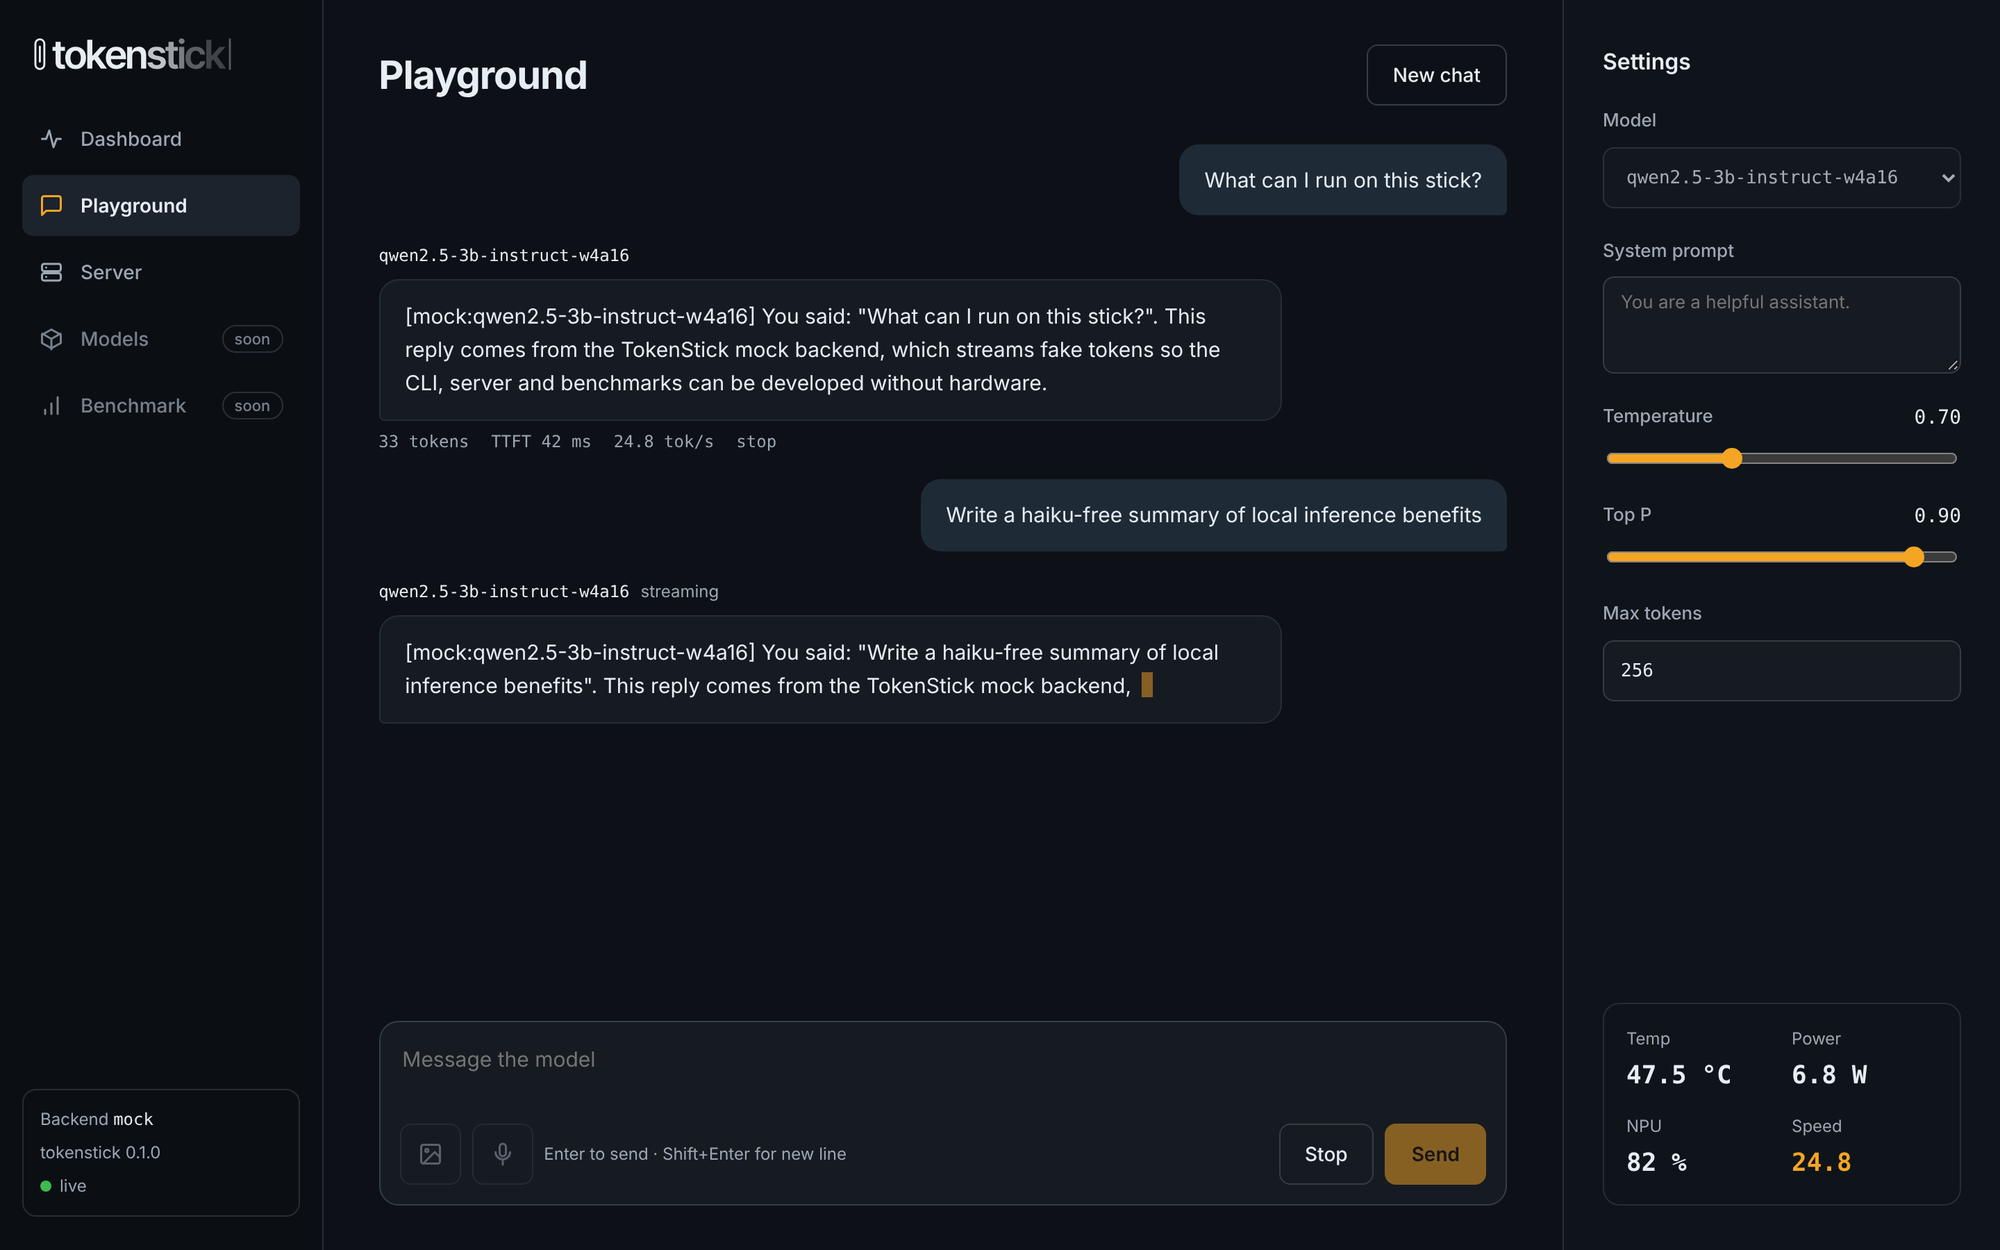 tokenstick
Dashboard
Playground
Server
Models soon
Benchmark soon
Backend mock
tokenstick 0.1.0
live
Playground
New chat
What can I run on this stick?
qwen2.5-3b-instruct-w4a16
[mock:qwen2.5-3b-instruct-w4a16] You said: "What can I run on this stick?". This
reply comes from the TokenStick mock backend, which streams fake tokens so the
CLI, server and benchmarks can be developed without hardware.
33 tokens TTFT 42 ms 24.8 tok/s stop
Write a haiku-free summary of local inference benefits
qwen2.5-3b-instruct-w4a16 streaming
[mock:qwen2.5-3b-instruct-w4a16] You said: "Write a haiku-free summary of local
inference benefits". This reply comes from the TokenStick mock backend,
Message the model
Enter to send · Shift+Enter for new line
Stop
Send
Settings
Model
qwen2.5-3b-instruct-w4a16
System prompt
You are a helpful assistant.
Temperature 0.70
Top P 0.90
Max tokens
256
Temp Power
47.5 °C 6.8 W
NPU Speed
82 % 24.8